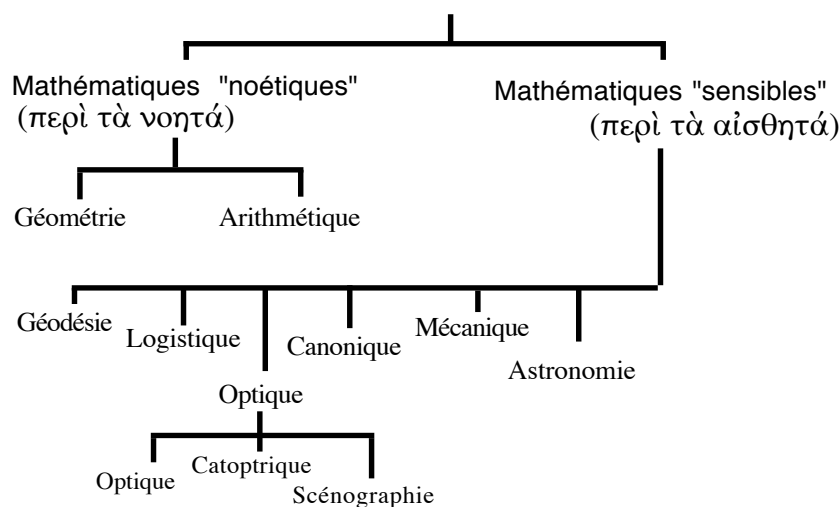 Mathématiques "noétiques"
(περὶ τὰ νοητά)
Mathématiques "sensibles"
(περὶ τὰ αἰσθητά)
Géométrie
Arithmétique
Géodésie
Logistique
Canonique
Mécanique
Astronomie
Optique
Optique
Catoptrique
Scénographie